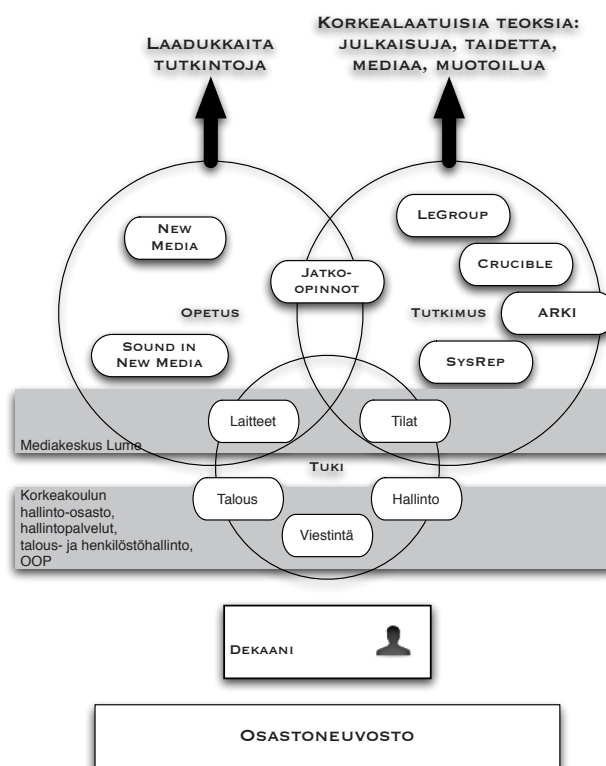 Laadukkaita
tutkintoja
Korkealaatuisia teoksia:
julkaisuja, taidetta,
mediaa, muotoilua
New
Media
LeGroup
Crucible
Jatko-
opinnot
Opetus
Tutkimus
ARKI
Sound in
New Media
SysRep
Laitteet
Tilat
Mediakeskus Lume
Tuki
Korkeakoulun
hallinto-osasto,
hallintopalvelut,
talous- ja henkilöstöhallinto,
OOP
Talous
Hallinto
Viestintä
Dekaani
Osastoneuvosto